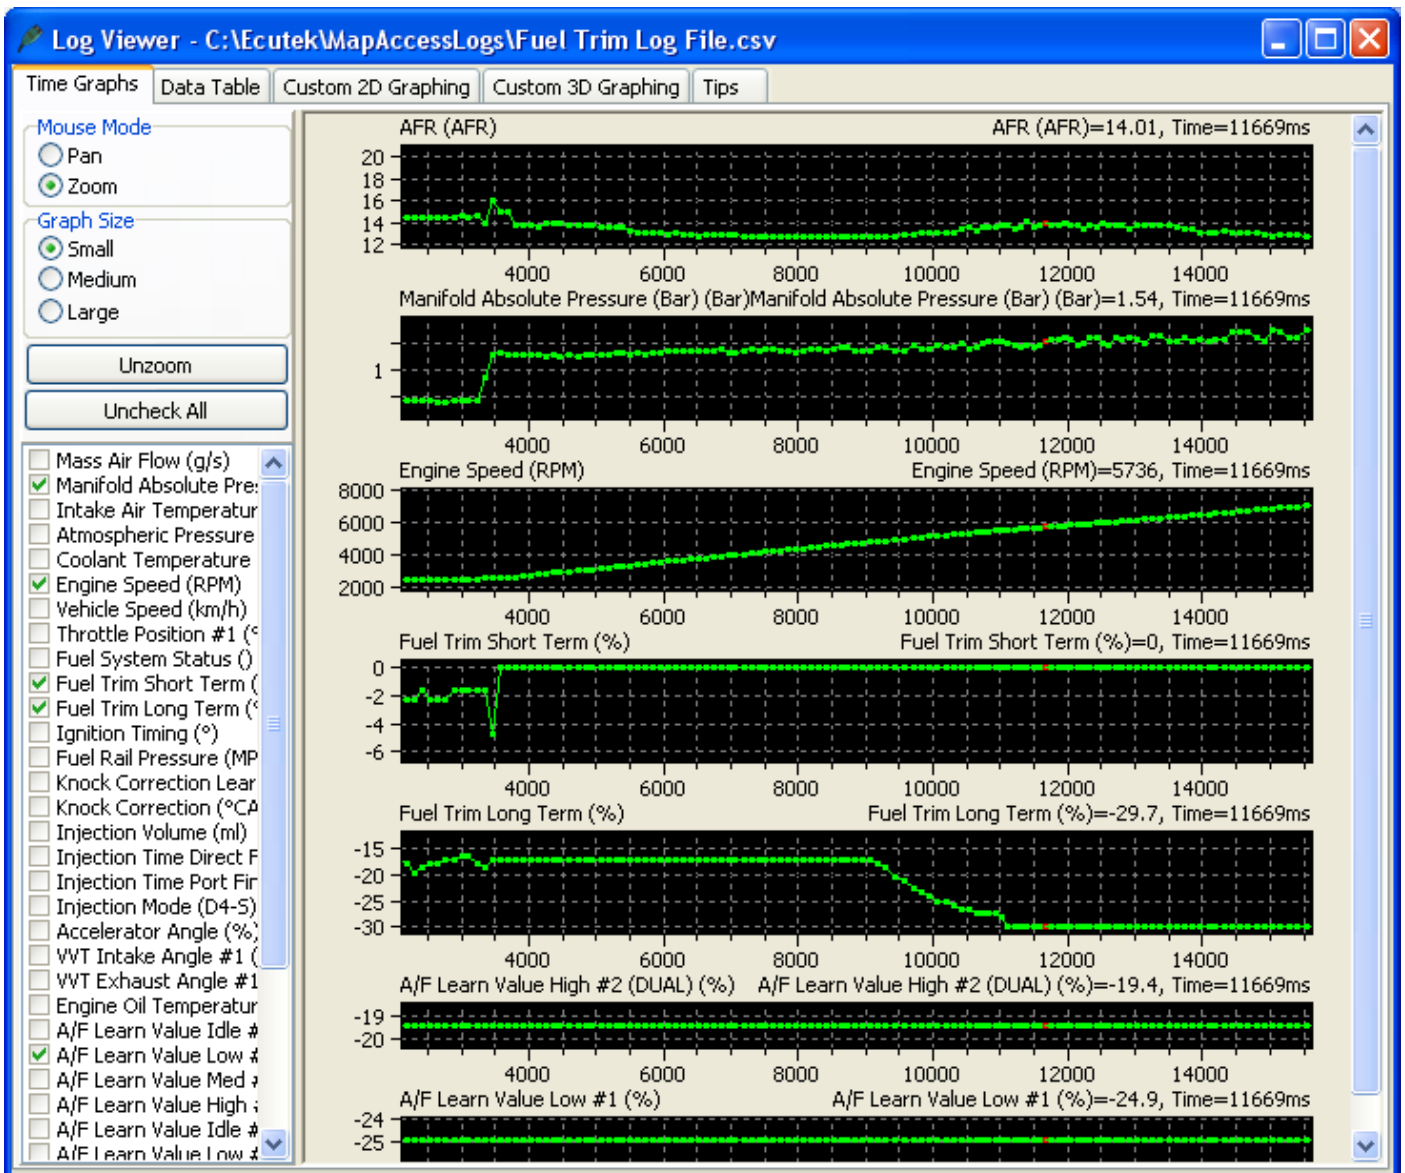 Log Viewer - C:\Ecutek\MapAccessLogs\Fuel Trim Log File.csv
Time Graphs Data Table Custom 2D Graphing Custom 3D Graphing Tips
Mouse Mode
Pan
Zoom
Graph Size
Small
Medium
Large
Unzoom
Uncheck All
Mass Air Flow (g/s)
Manifold Absolute Pre
Intake Air Temperatur
Atmospheric Pressure
Coolant Temperature
Engine Speed (RPM)
Vehicle Speed (km/h)
Throttle Position #1 (°
Fuel System Status ()
Fuel Trim Short Term (
Fuel Trim Long Term (
Ignition Timing (°)
Fuel Rail Pressure (MP
Knock Correction Lear
Knock Correction (°CA
Injection Volume (ml)
Injection Time Direct F
Injection Time Port Fir
Injection Mode (D4-S)
Accelerator Angle (%)
VVT Intake Angle #1 (
VVT Exhaust Angle #1
Engine Oil Temperatur
A/F Learn Value Idle #
A/F Learn Value Low #
A/F Learn Value Med
A/F Learn Value High
A/F Learn Value Idle #
A/F Learn Value Low #
AFR (AFR) AFR (AFR)=14.01, Time=11669ms
20
18
16
14
12
4000 6000 8000 10000 12000 14000
Manifold Absolute Pressure (Bar) (Bar)Manifold Absolute Pressure (Bar) (Bar)=1.54, Time=11669ms
1
4000 6000 8000 10000 12000 14000
Engine Speed (RPM) Engine Speed (RPM)=5736, Time=11669ms
8000
6000
4000
2000
4000 6000 8000 10000 12000 14000
Fuel Trim Short Term (%) Fuel Trim Short Term (%)=0, Time=11669ms
0
-2
-4
-6
4000 6000 8000 10000 12000 14000
Fuel Trim Long Term (%) Fuel Trim Long Term (%)=-29.7, Time=11669ms
-15
-20
-25
-30
4000 6000 8000 10000 12000 14000
A/F Learn Value High #2 (DUAL) (%) A/F Learn Value High #2 (DUAL) (%)=-19.4, Time=11669ms
-19
-20
4000 6000 8000 10000 12000 14000
A/F Learn Value Low #1 (%) A/F Learn Value Low #1 (%)=-24.9, Time=11669ms
-24
-25